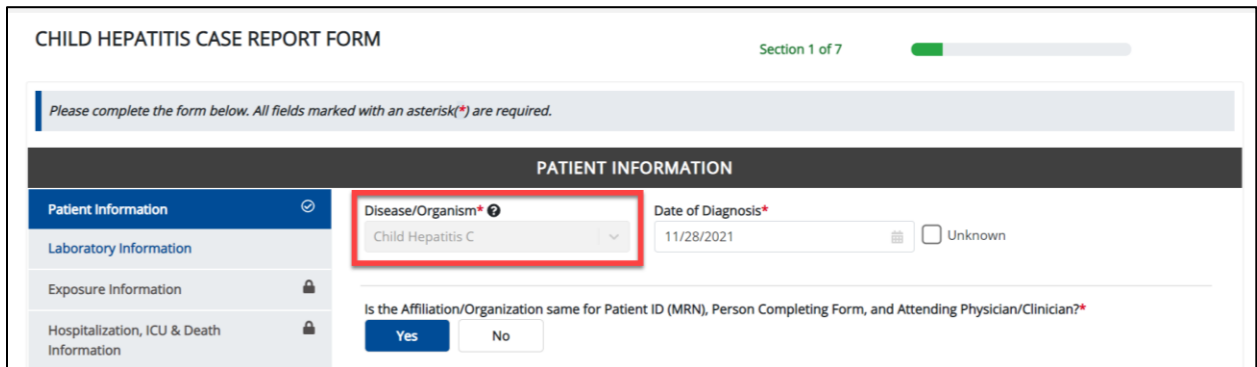 CHILD HEPATITIS CASE REPORT FORM
Section 1 of 7
Please complete the form below. All fields marked with an asterisk(*) are required.
PATIENT INFORMATION
Patient Information
Laboratory Information
Exposure Information
Hospitalization, ICU & Death
Information
Disease/Organism* ?
Date of Diagnosis*
Child Hepatitis C
11/28/2021
Unknown
Is the Affiliation/Organization same for Patient ID (MRN), Person Completing Form, and Attending Physician/Clinician?*
Yes
No